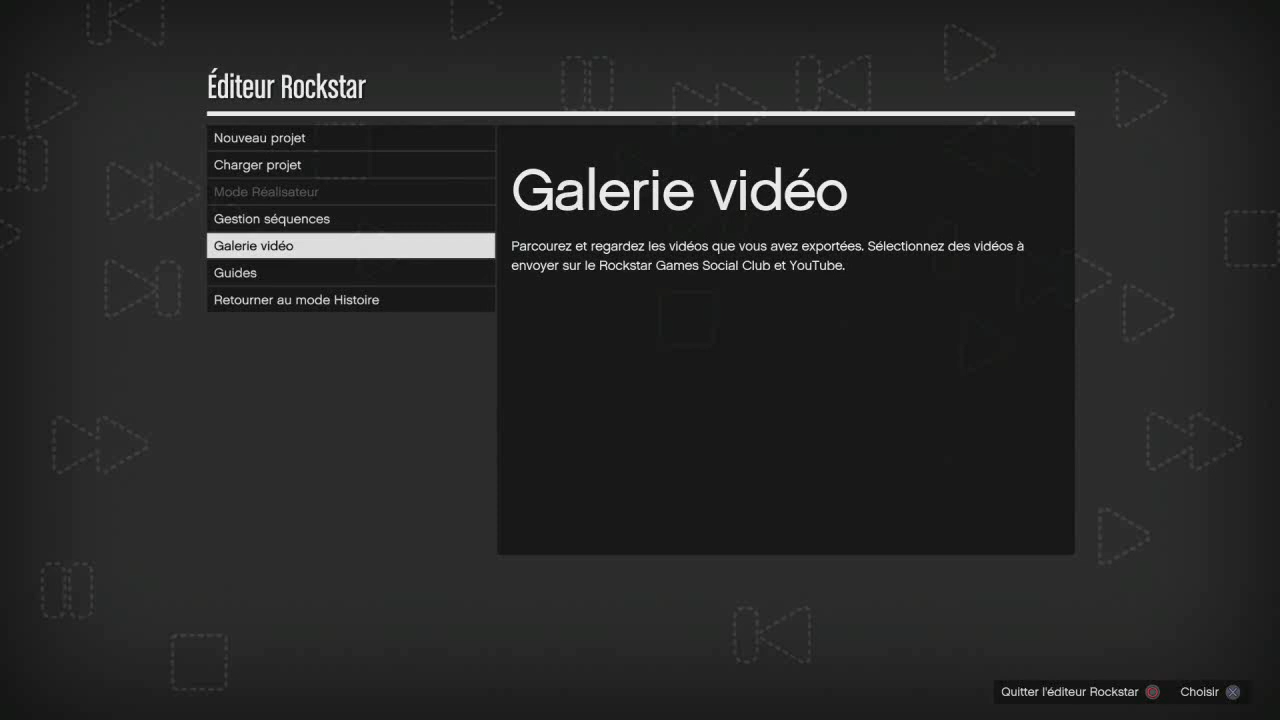 Éditeur Rockstar
Nouveau projet
Charger projet
Mode Réalisateur
Gestion séquences
Galerie vidéo
Guides
Retourner au mode Histoire
Galerie vidéo
Parcourez et regardez les vidéos que vous avez exportées. Sélectionnez des vidéos à
envoyer sur le Rockstar Games Social Club et YouTube.
Quitter l'éditeur Rockstar
Choisir